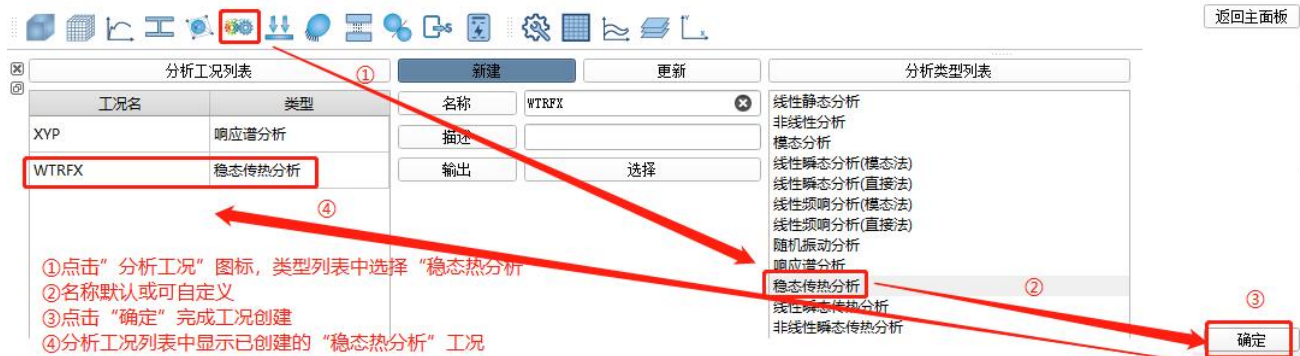 返回主面板
分析工况列表
①
新建
更新
分析类型列表
工况名
类型
名称
WTRFX
XYP
响应谱分析
描述
WTRFX
稳态传热分析
输出
选择
线性静态分析
非线性分析
模态分析
线性瞬态分析(模态法)
线性瞬态分析(直接法)
线性频响分析(模态法)
线性频响分析(直接法)
随机振动分析
响应谱分析
稳态传热分析
线性瞬态传热分析
非线性瞬态传热分析
④
②
③
确定
①点击”分析工况”图标，类型列表中选择“稳态热分析
②名称默认或可自定义
③点击“确定”完成工况创建
④分析工况列表中显示已创建的“稳态热分析”工况